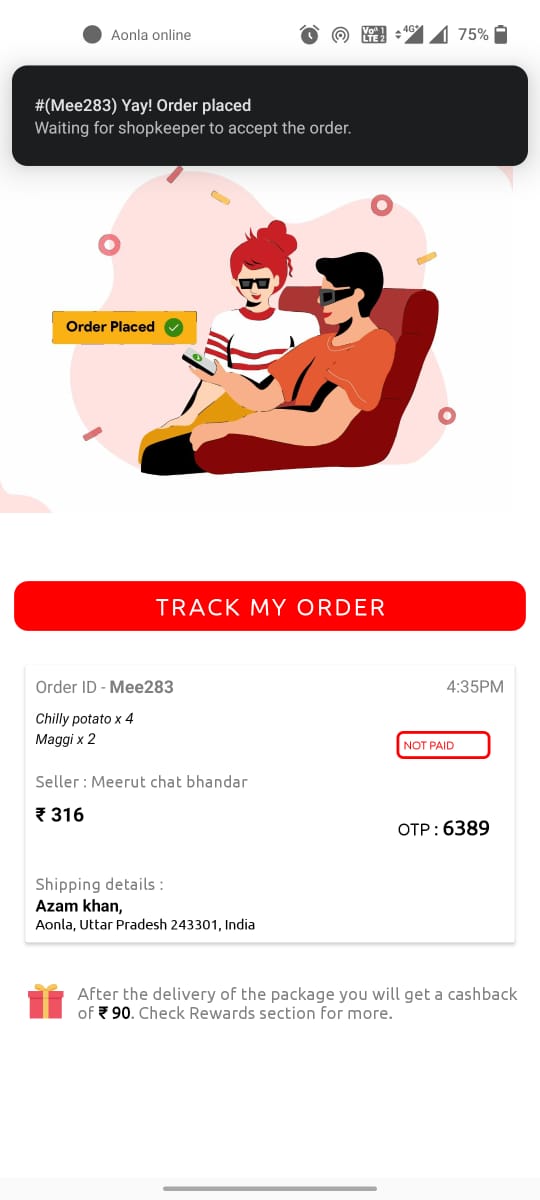 Aonla online
Vo 1 LTE 2 4G+ 75%
#(Mee283) Yay! Order placed
Waiting for shopkeeper to accept the order.
Order Placed
TRACK MY ORDER
Order ID - Mee283 4:35PM
Chilly potato x 4
Maggi x 2
NOT PAID
Seller : Meerut chat bhandar
₹ 316
OTP : 6389
Shipping details :
Azam khan,
Aonla, Uttar Pradesh 243301, India
After the delivery of the package you will get a cashback
of ₹ 90. Check Rewards section for more.